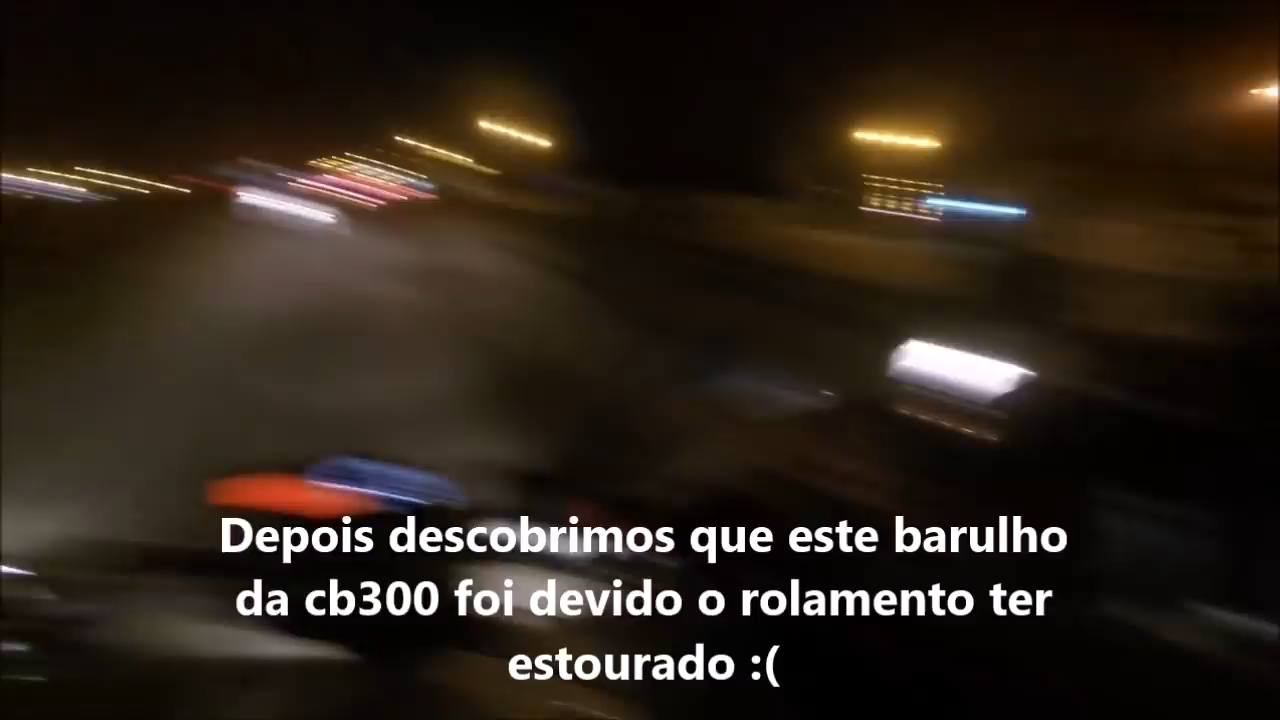 Depois descobrimos que este barulho
da cb300 foi devido o rolamento ter
estourado :(